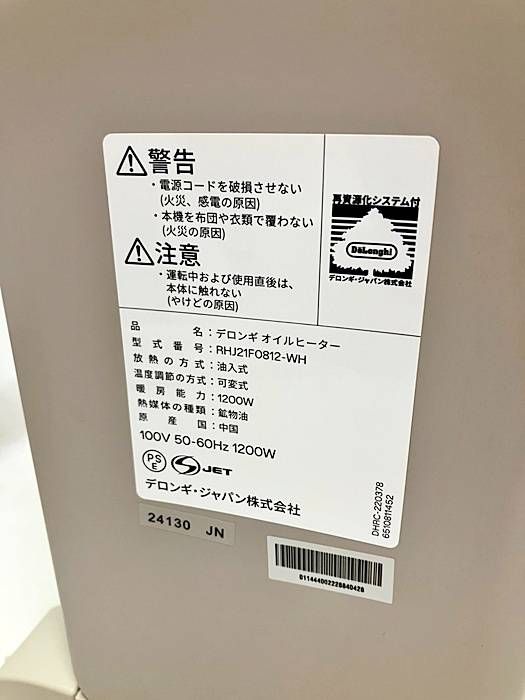 ⚠警告
・電源コードを破損させない
(火災、感電の原因)
・本機を布団や衣類で覆わない
(火災の原因)
⚠注意
・運転中および使用直後は、
本体に触れない
(やけどの原因)
再資源化システム付
DeLonghi
デロンギ・ジャパン株式会社
品名：デロンギ オイルヒーター
型式番号：RHJ21F0812-WH
放熱の方式：油入式
温度調節の方式：可変式
暖房能力：1200W
熱媒体の種類：鉱物油
原産国：中国
100V 50-60Hz 1200W
PSE JET
デロンギ・ジャパン株式会社
DHRC-220378
6510811452
24130 JN
01144400222684042​6